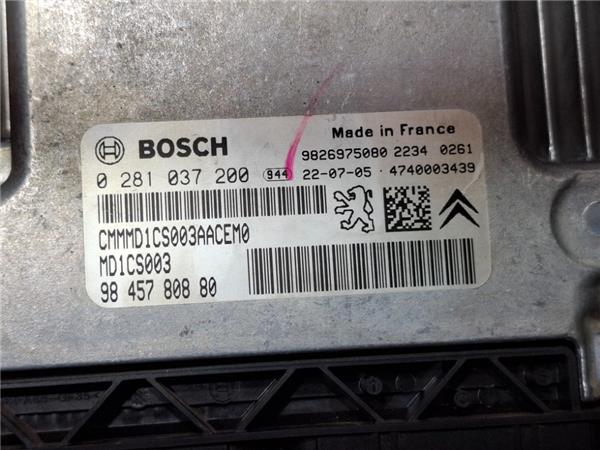 BOSCH
Made in France
9826975080 2234 0261
0 281 037 200 944 22-07-05 · 4740003439
CMMMD1CS003AACEM0
MD1CS003
98 457 808 80